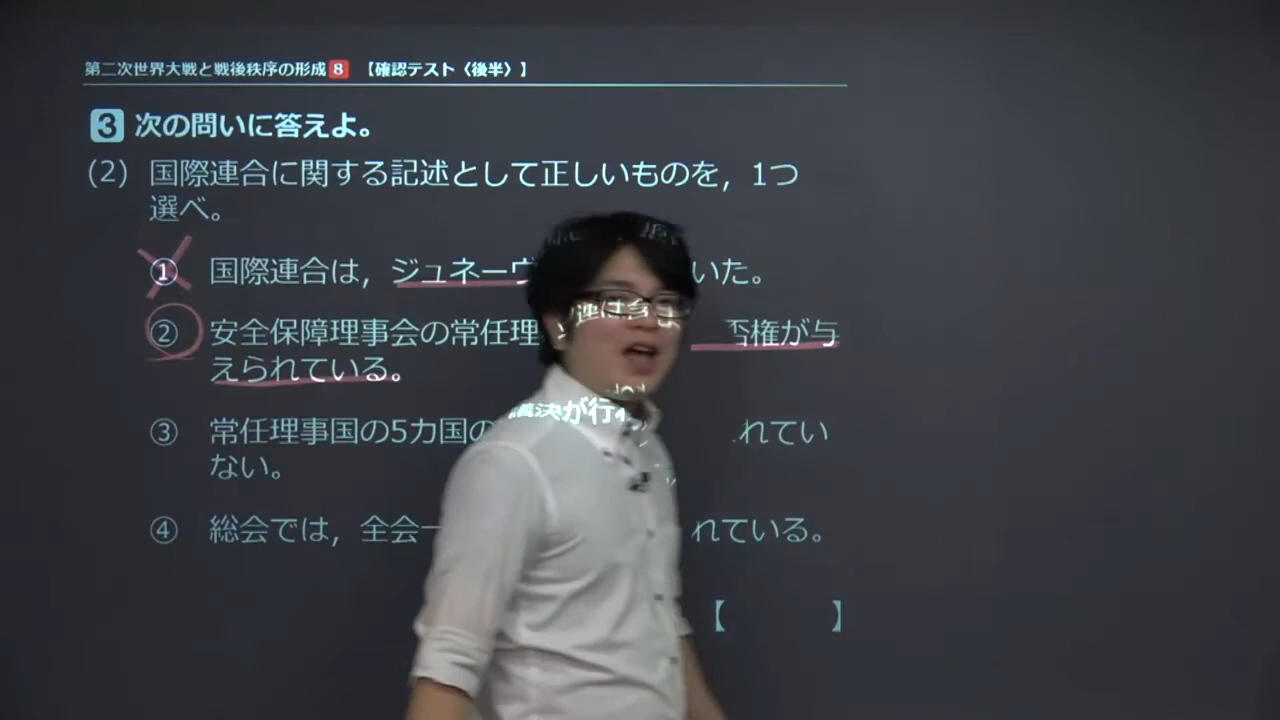 第二次世界大戦と戦後秩序の形成8 【確認テスト〈後半〉】
3 次の問いに答えよ。
(2) 国際連合に関する記述として正しいものを，1つ
選べ。
① 国際連合は，ジュネーヴ いた。
② 安全保障理事会の常任理 否権が与
えられている。
③ 常任理事国の5カ国の れてい
ない。
④ 総会では，全会一 れている。
【 】